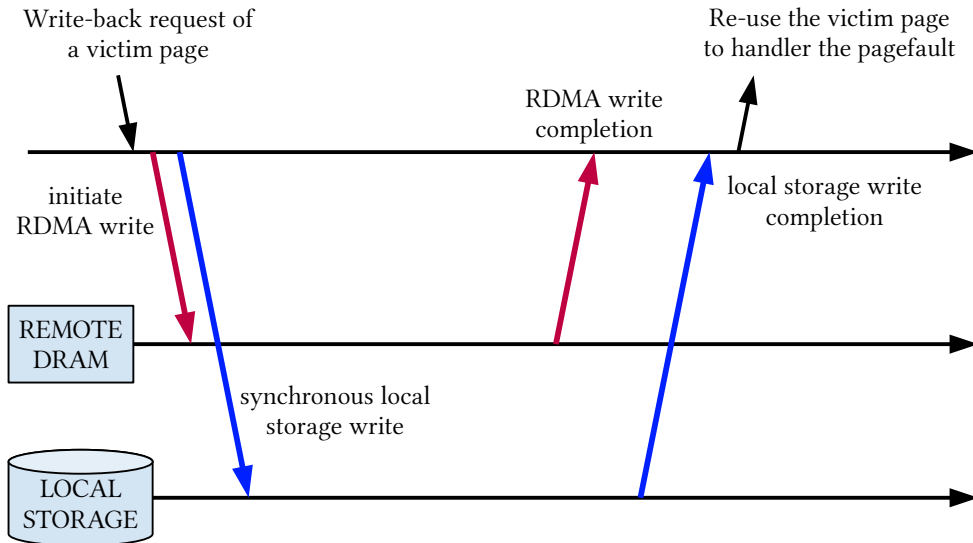 Write-back request of
a victim page
Re-use the victim page
to handler the pagefault
RDMA write
completion
initiate
RDMA write
local storage write
completion
REMOTE
DRAM
synchronous local
storage write
LOCAL
STORAGE